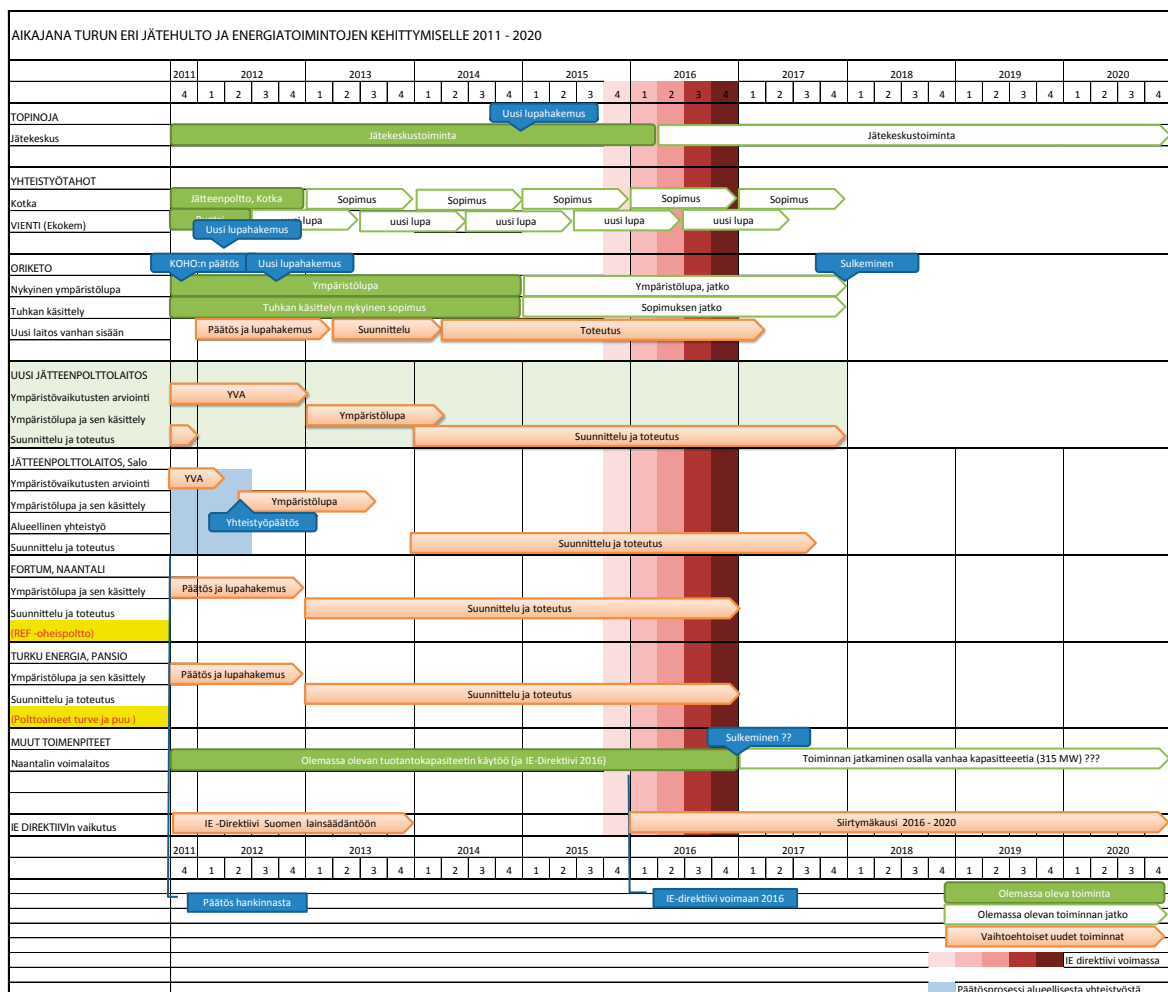 AIKAJANA TURUN ERI JÄTEHULTO JA ENERGIATOIMINTOJEN KEHITTYMISELLE 2011 - 2020
2011 2012 2013 2014 2015 2016 2017 2018 2019 2020
4 1 2 3 4 1 2 3 4 1 2 3 4 1 2 3 4 1 2 3 4 1 2 3 4 1 2 3 4 1 2 3 4 1 2 3 4
TOPINOJA Uusi lupahakemus
Jätekeskus Jätekeskustoiminta Jätekeskustoiminta
YHTEISTYÖTAHOT
Kotka Jätteenpoltto, Kotka Sopimus Sopimus Sopimus Sopimus Sopimus
VIENTI (Ekokem) lupa uusi lupa uusi lupa uusi lupa uusi lupa
Uusi lupahakemus
KOHO:n päätös Uusi lupahakemus Sulkeminen
ORIKETO
Nykyinen ympäristölupa Ympäristölupa Ympäristölupa, jatko
Tuhkan käsittely Tuhkan käsittelyn nykyinen sopimus Sopimuksen jatko
Uusi laitos vanhan sisään Päätös ja lupahakemus Suunnittelu Toteutus
UUSI JÄTTEENPOLTTOLAITOS
Ympäristövaikutusten arviointi YVA
Ympäristölupa ja sen käsittely Ympäristölupa
Suunnittelu ja toteutus Suunnittelu ja toteutus
JÄTTEENPOLTTOLAITOS, Salo
Ympäristövaikutusten arviointi YVA
Ympäristölupa ja sen käsittely Ympäristölupa
Alueellinen yhteistyö Yhteistyöpäätös
Suunnittelu ja toteutus Suunnittelu ja toteutus
FORTUM, NAANTALI
Ympäristölupa ja sen käsittely Päätös ja lupahakemus
Suunnittelu ja toteutus Suunnittelu ja toteutus
(REF -oheispoltto)
TURKU ENERGIA, PANSIO
Ympäristölupa ja sen käsittely Päätös ja lupahakemus
Suunnittelu ja toteutus Suunnittelu ja toteutus
(Polttoaineet turve ja puu )
MUUT TOIMENPITEET Sulkeminen ??
Naantalin voimalaitos Olemassa olevan tuotantokapasiteetin käytöö (ja IE-Direktiivi 2016) Toiminnan jatkaminen osalla vanhaa kapasitteeetia (315 MW) ???
IE DIREKTIIVIn vaikutus IE -Direktiivi Suomen lainsäädäntöön Siirtymäkausi 2016 - 2020
2011 2012 2013 2014 2015 2016 2017 2018 2019 2020
4 1 2 3 4 1 2 3 4 1 2 3 4 1 2 3 4 1 2 3 4 1 2 3 4 1 2 3 4 1 2 3 4 1 2 3 4
Päätös hankinnasta IE-direktiivi voimaan 2016 Olemassa oleva toiminta
Olemassa olevan toiminnan jatko
Vaihtoehtoiset uudet toiminnat
IE direktiivi voimassa
Päätösprosessi alueellisesta yhteistyöstä